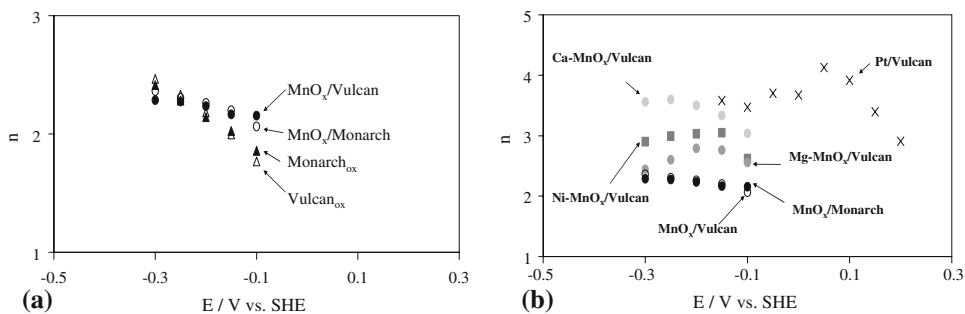 3
2
1
n
MnOx/Vulcan
MnOx/Monarch
Monarchox
Vulcanox
-0.5 -0.3 -0.1 0.1 0.3
(a)
E / V vs. SHE
5
4
3
2
1
n
Ca-MnOx/Vulcan
Pt/Vulcan
Mg-MnOx/Vulcan
Ni-MnOx/Vulcan
MnOx/Monarch
MnOx/Vulcan
-0.5 -0.3 -0.1 0.1 0.3
(b)
E / V vs. SHE